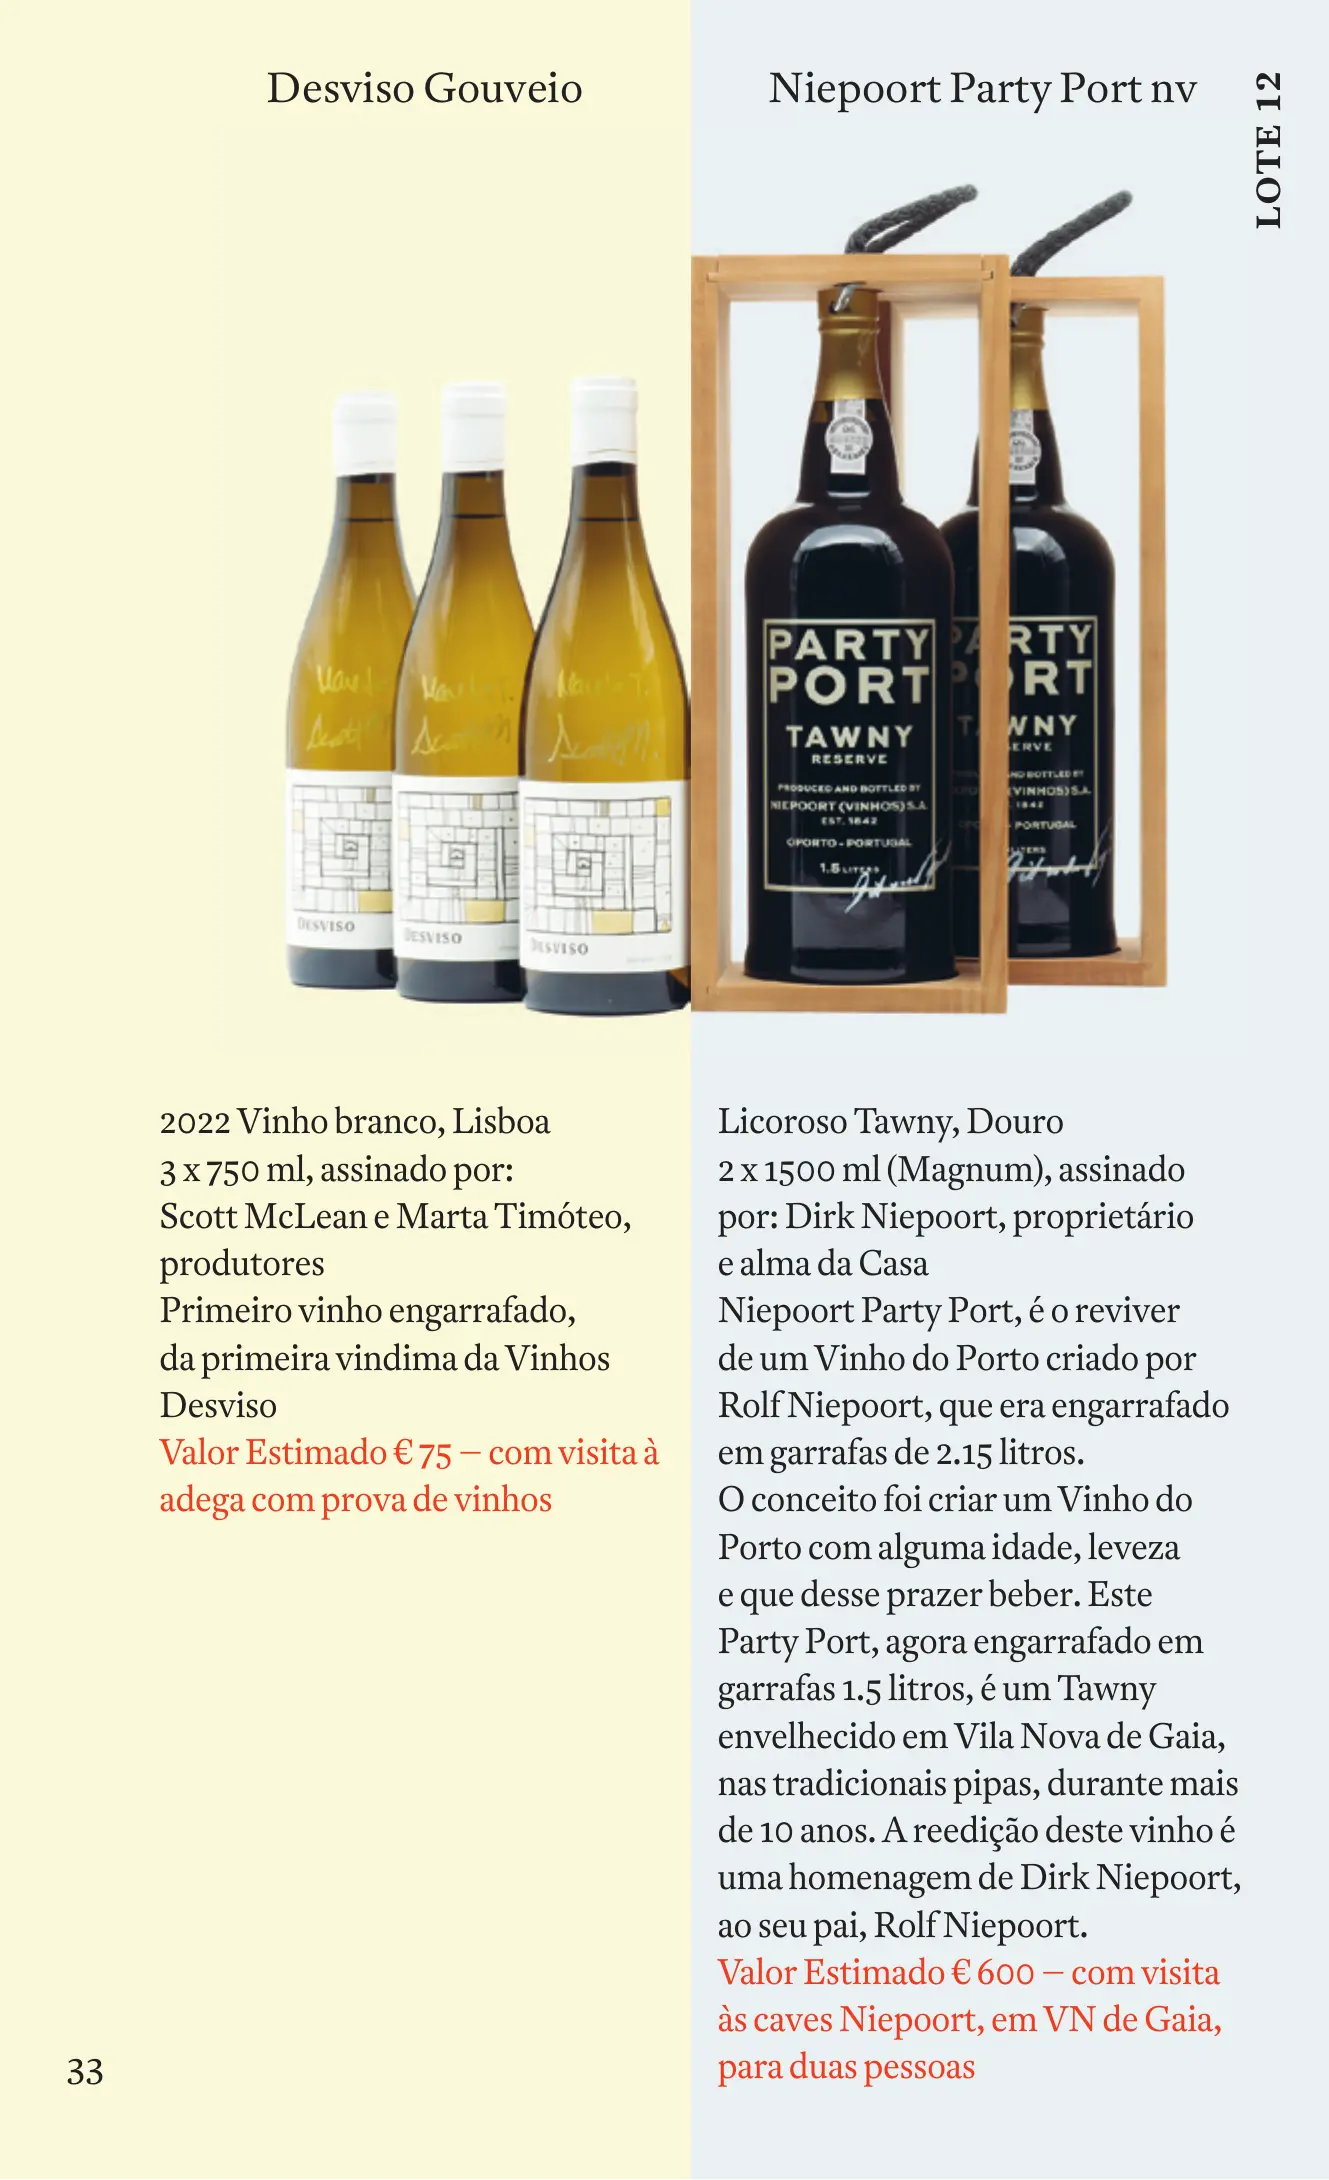 Desviso Gouveio
2022 Vinho branco, Lisboa
3 x 750 ml, assinado por:
Scott McLean e Marta Timóteo,
produtores
Primeiro vinho engarrafado,
da primeira vindima da Vinhos
Desviso
Valor Estimado € 75 — com visita à
adega com prova de vinhos
DESVISO
DESVISO
DESVISO
33
Niepoort Party Port nv
LOTE 12
PARTY
PORT
TAWNY
RESERVE
PRODUCED AND BOTTLED BY
NIEPOORT (VINHOS) S.A.
EST. 1842
OPORTO - PORTUGAL
1.5 LITERS
Licoroso Tawny, Douro
2 x 1500 ml (Magnum), assinado
por: Dirk Niepoort, proprietário
e alma da Casa
Niepoort Party Port, é o reviver
de um Vinho do Porto criado por
Rolf Niepoort, que era engarrafado
em garrafas de 2.15 litros.
O conceito foi criar um Vinho do
Porto com alguma idade, leveza
e que desse prazer beber. Este
Party Port, agora engarrafado em
garrafas 1.5 litros, é um Tawny
envelhecido em Vila Nova de Gaia,
nas tradicionais pipas, durante mais
de 10 anos. A reedição deste vinho é
uma homenagem de Dirk Niepoort,
ao seu pai, Rolf Niepoort.
Valor Estimado € 600 — com visita
às caves Niepoort, em VN de Gaia,
para duas pessoas